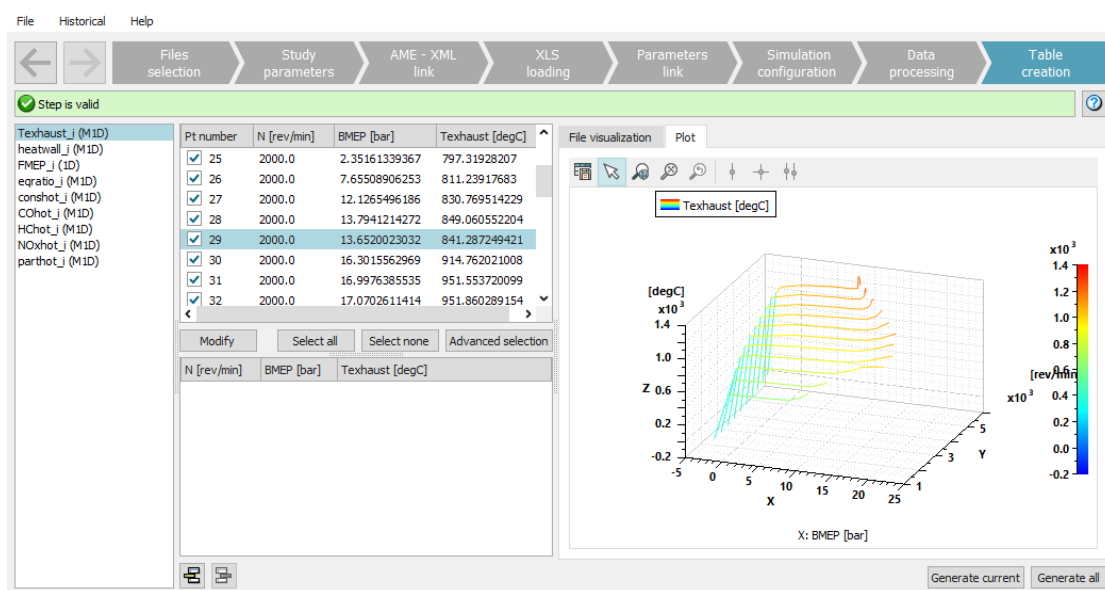 File Historical Help
Files selection
Study parameters
AME - XML link
XLS loading
Parameters link
Simulation configuration
Data processing
Table creation
Step is valid
Texhaust_i (M1D)
heatwall_i (M1D)
FMEP_i (1D)
eqratio_i (M1D)
conshot_i (M1D)
COhot_i (M1D)
HChot_i (M1D)
NOxhot_i (M1D)
parthot_i (M1D)
Pt number N [rev/min] BMEP [bar] Texhaust [degC]
25 2000.0 2.35161339367 797.31928207
26 2000.0 7.65508906253 811.23917683
27 2000.0 12.1265496186 830.769514229
28 2000.0 13.7941214272 849.060552204
29 2000.0 13.6520023032 841.287249421
30 2000.0 16.3015562969 914.762021008
31 2000.0 16.9976385535 951.553720099
32 2000.0 17.0702611414 951.860289154
Modify Select all Select none Advanced selection
N [rev/min] BMEP [bar] Texhaust [degC]
File visualization Plot
Texhaust [degC]
[degC]
x10 3
1.4
1.0
Z 0.6
0.2
-0.2
-5 0 5 10 15 20 25
X
1 3 5
Y
x10 3
[rev/min]
x10 3
1.4
1.2
1.0
0.8
0.6
0.4
0.2
0.0
-0.2
X: BMEP [bar]
Generate current Generate all